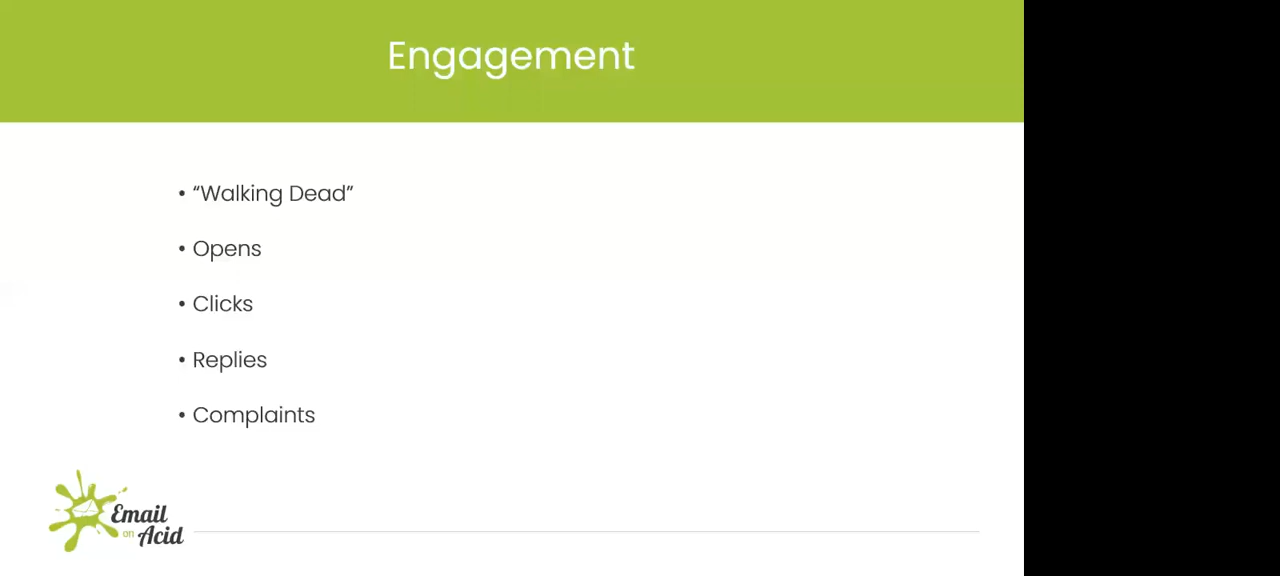 Engagement
• “Walking Dead”
• Opens
• Clicks
• Replies
• Complaints
Email
on Acid